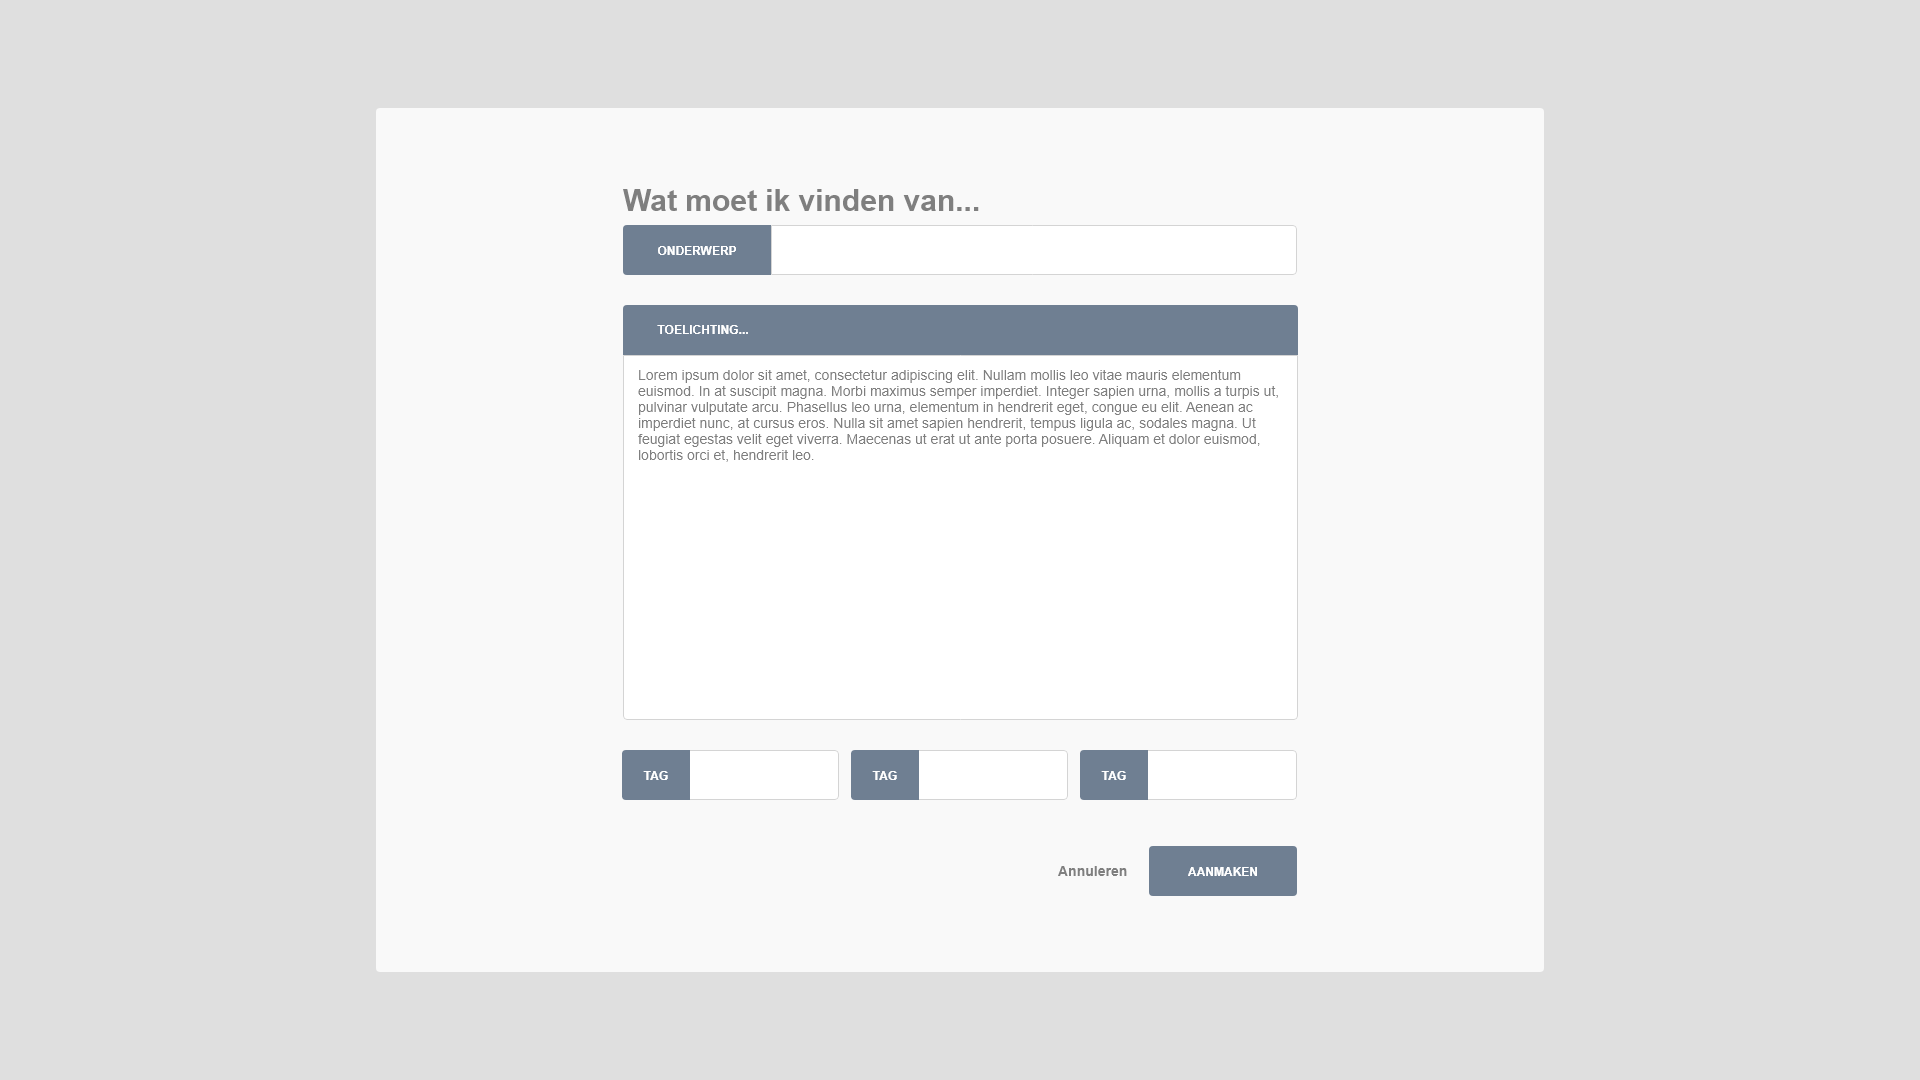 Wat moet ik vinden van...
ONDERWERP
TOELICHTING...
Lorem ipsum dolor sit amet, consectetur adipiscing elit. Nullam mollis leo vitae mauris elementum
euismod. In at suscipit magna. Morbi maximus semper imperdiet. Integer sapien urna, mollis a turpis ut,
pulvinar vulputate arcu. Phasellus leo urna, elementum in hendrerit eget, congue eu elit. Aenean ac
imperdiet nunc, at cursus eros. Nulla sit amet sapien hendrerit, tempus ligula ac, sodales magna. Ut
feugiat egestas velit eget viverra. Maecenas ut erat ut ante porta posuere. Aliquam et dolor euismod,
lobortis orci et, hendrerit leo.
TAG TAG TAG
Annuleren AANMAKEN